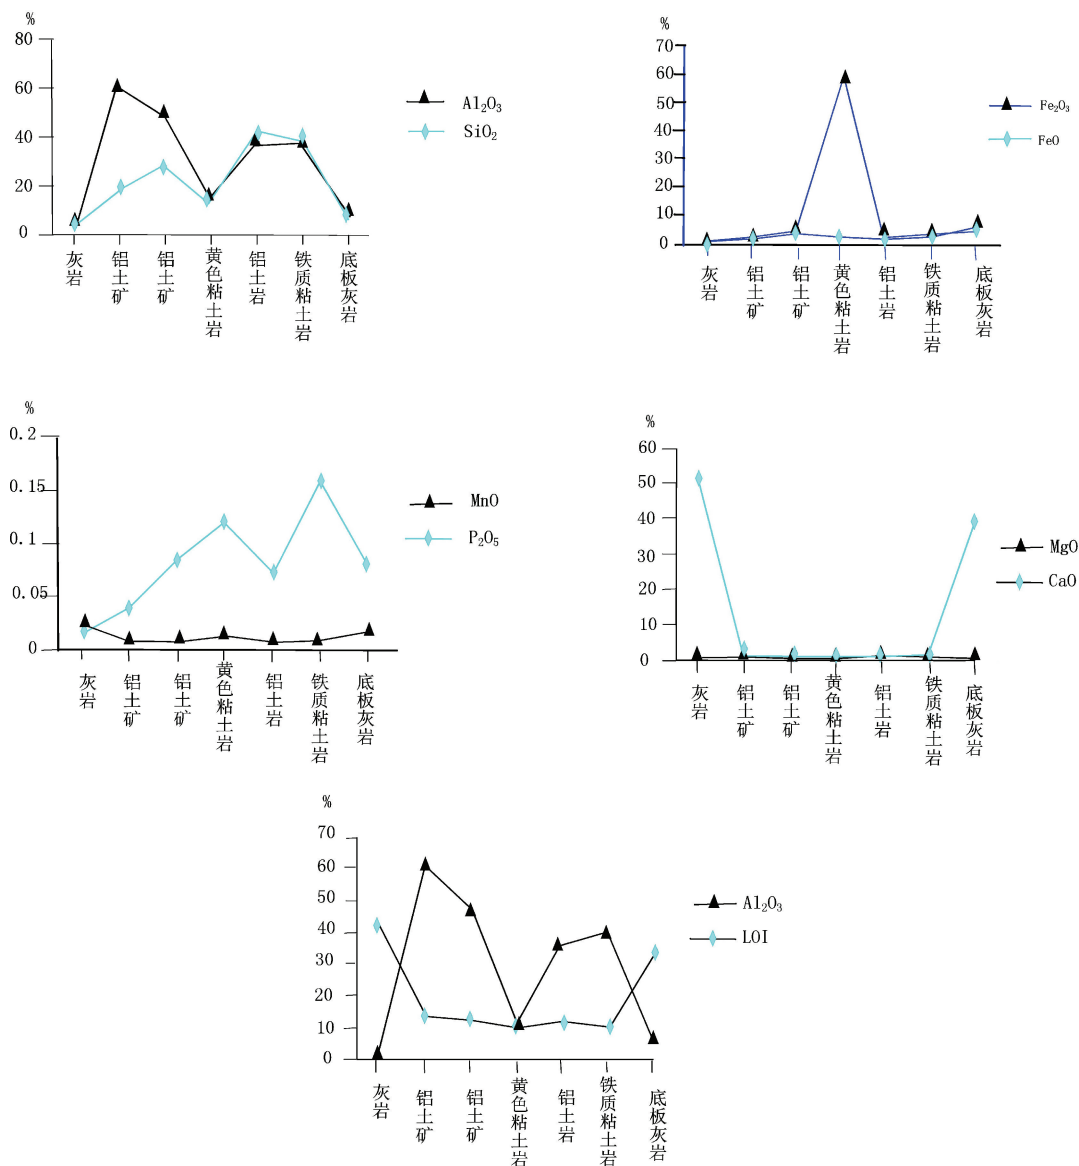 %
80
60
40
20
0
灰岩
铝土矿
铝土矿
黄色粘土岩
铝土岩
铁质粘土岩
底板灰岩
Al₂O₃
SiO₂
%
70
60
50
40
30
20
10
0
灰岩
铝土矿
铝土矿
黄色粘土岩
铝土岩
铁质粘土岩
底板灰岩
Fe₂O₃
FeO
%
0.2
0.15
0.1
0.05
0
灰岩
铝土矿
铝土矿
黄色粘土岩
铝土岩
铁质粘土岩
底板灰岩
MnO
P₂O₅
%
60
50
40
30
20
10
0
灰岩
铝土矿
铝土矿
黄色粘土岩
铝土岩
铁质粘土岩
底板灰岩
MgO
CaO
%
70
60
50
40
30
20
10
0
灰岩
铝土矿
铝土矿
黄色粘土岩
铝土岩
铁质粘土岩
底板灰岩
Al₂O₃
LOI